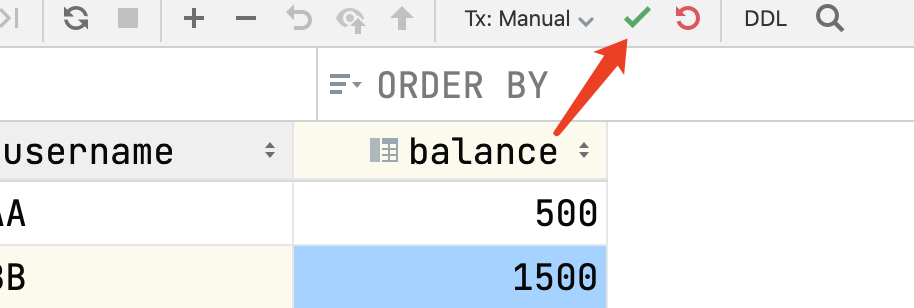 Tx: Manual DDL
ORDER BY
username balance
AA 500
BB 1500